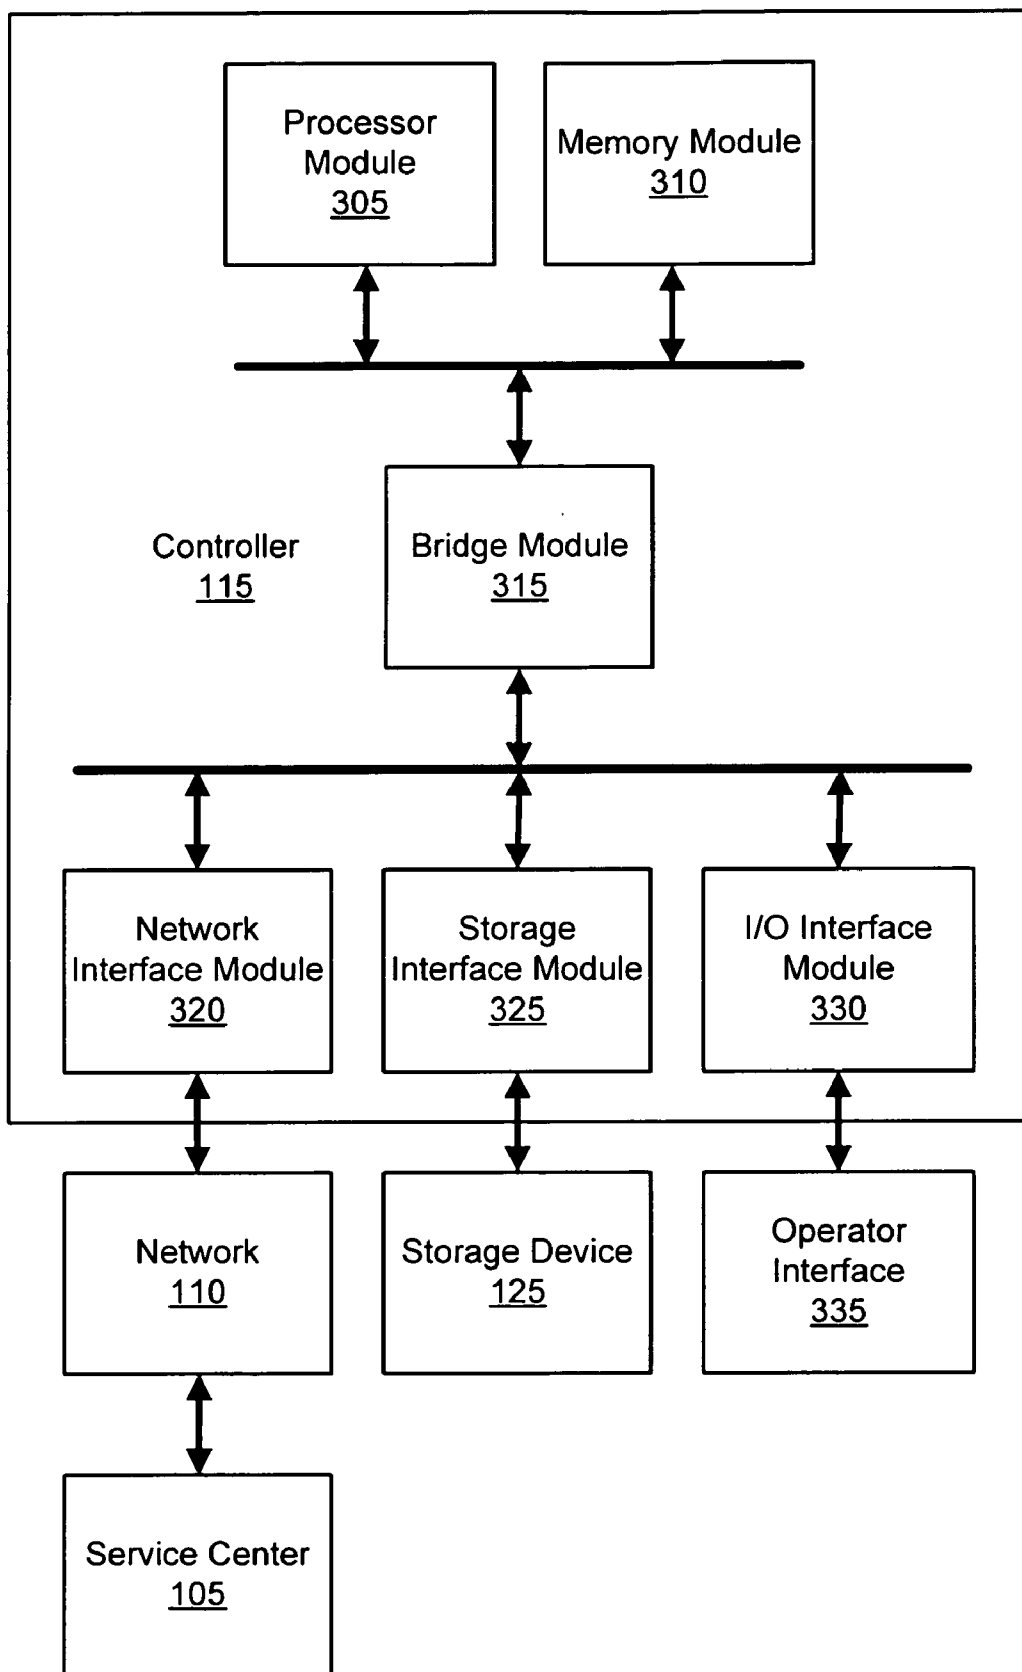 Processor
Module
305
Memory Module
310
Controller
115
Bridge Module
315
Network
Interface Module
320
Storage
Interface Module
325
I/O Interface
Module
330
Network
110
Storage Device
125
Operator
Interface
335
Service Center
105